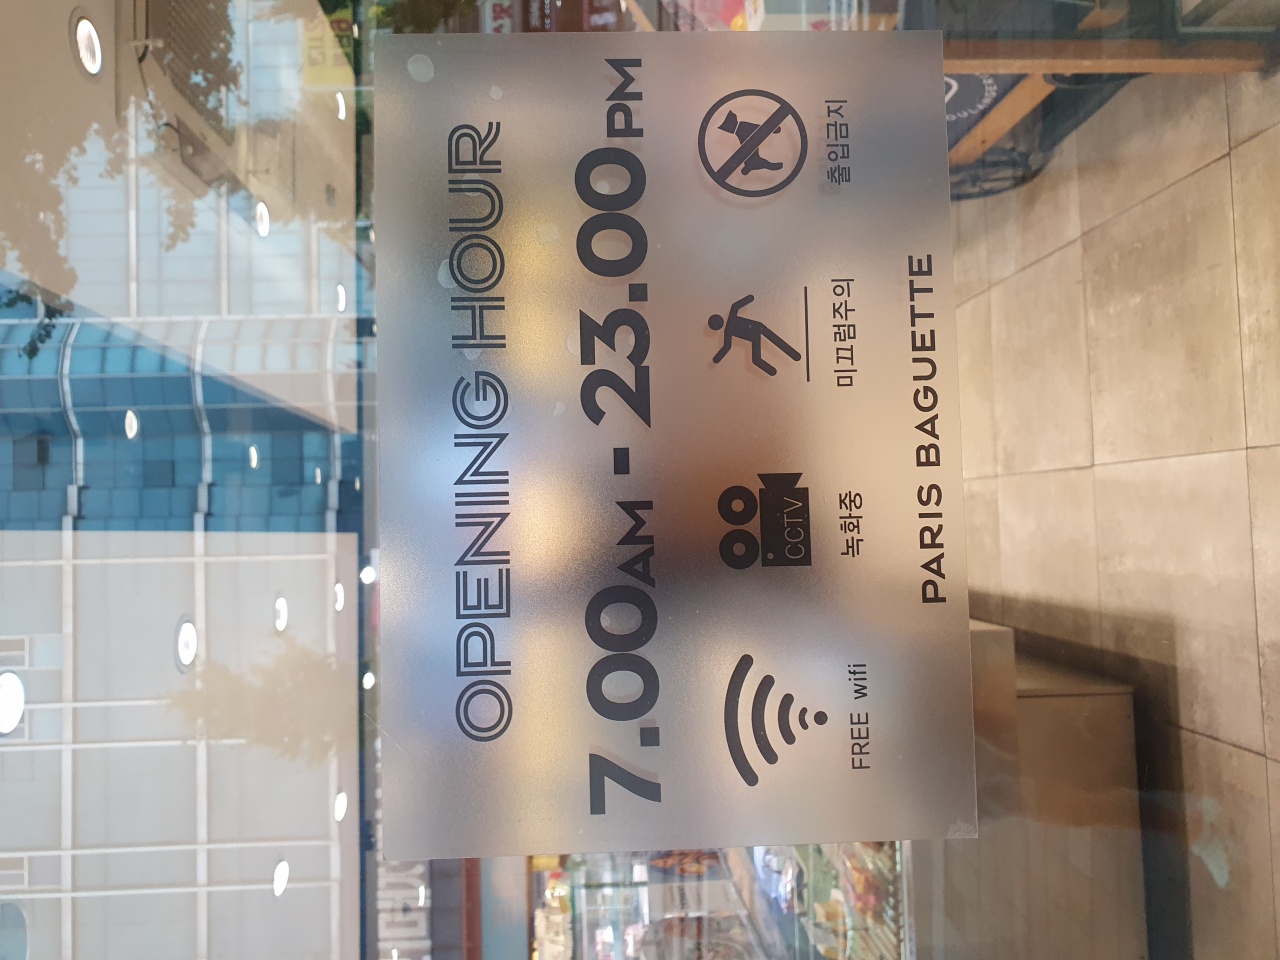 OPENING HOUR
7.00AM - 23.00PM
CCTV
FREE wifi
녹화중
미끄럼주의
출입금지
PARIS BAGUETTE